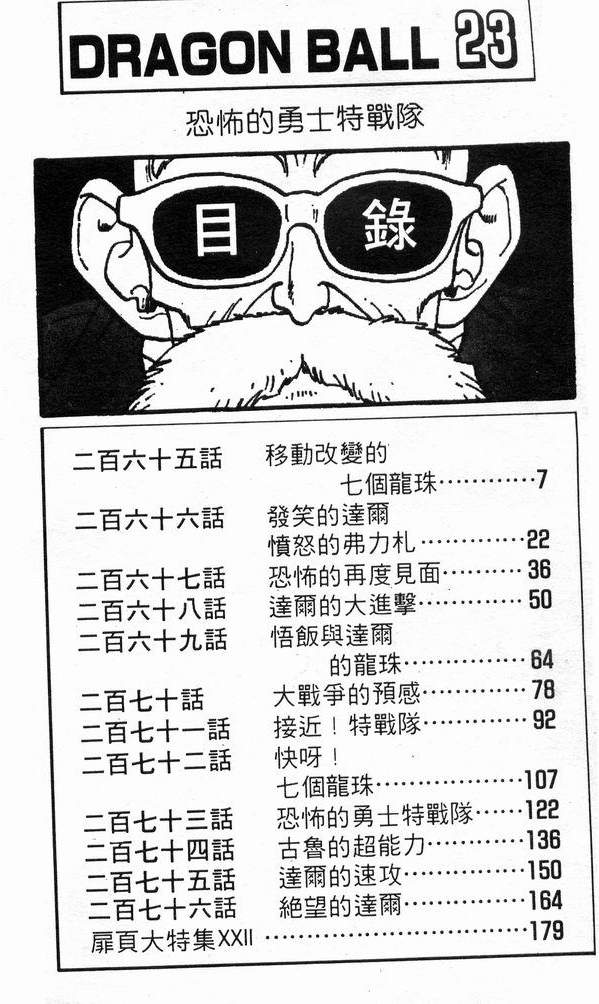 DRAGON BALL 23
恐怖的勇士特戰隊
目錄
二百六十五話 移動改變的
七個龍珠…………7
二百六十六話 發笑的達爾
憤怒的弗力札…………22
二百六十七話 恐怖的再度見面…………36
二百六十八話 達爾的大進擊…………50
二百六十九話 悟飯與達爾
的龍珠…………64
二百七十話 大戰爭的預感…………78
二百七十一話 接近！特戰隊…………92
二百七十二話 快呀！
七個龍珠………………107
二百七十三話 恐怖的勇士特戰隊……122
二百七十四話 古魯的超能力…………136
二百七十五話 達爾的速攻……………150
二百七十六話 絕望的達爾……………164
扉頁大特集XXII ………………………………179